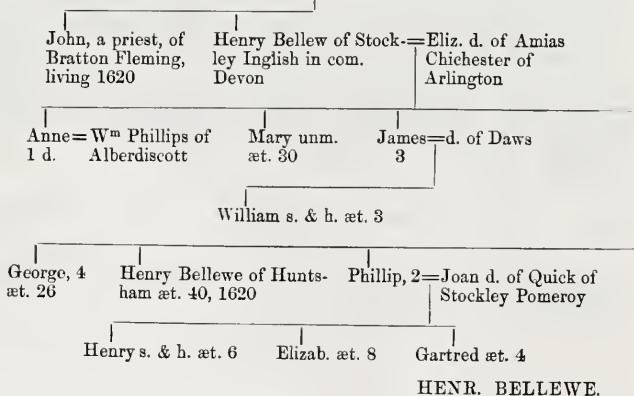 John, a priest, of
Bratton Fleming,
living 1620
Henry Bellew of Stock-
ley Inglish in com.
Devon
=Eliz. d. of Amias
Chichester of
Arlington
Anne=Wᵐ Phillips of
1 d. Alberdiscott
Mary unm.
æt. 30
James=d. of Daws
3
William s. & h. æt. 3
George, 4
æt. 26
Henry Bellewe of Hunts-
ham æt. 40, 1620
Phillip, 2=Joan d. of Quick of
Stockley Pomeroy
Henry s. & h. æt. 6
Elizab. æt. 8
Gartred æt. 4
HENR. BELLEWE.